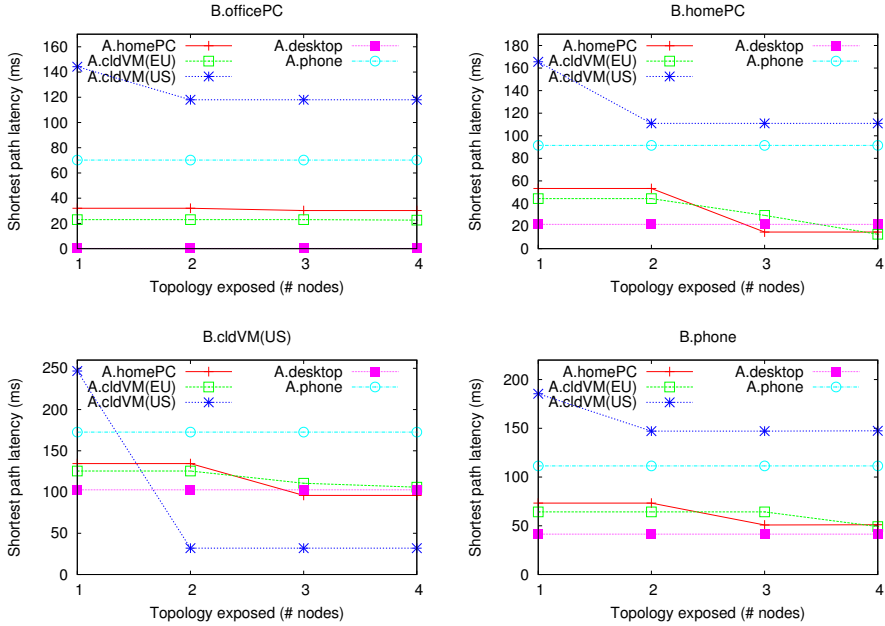 B.officePC
Shortest path latency (ms)
160
140
120
100
80
60
40
20
0
1 2 3 4
Topology exposed (# nodes)
A.homePC
A.cldVM(EU)
A.cldVM(US)
A.desktop
A.phone
B.homePC
Shortest path latency (ms)
180
160
140
120
100
80
60
40
20
0
1 2 3 4
Topology exposed (# nodes)
A.homePC
A.cldVM(EU)
A.cldVM(US)
A.desktop
A.phone
B.cldVM(US)
Shortest path latency (ms)
250
200
150
100
50
0
1 2 3 4
Topology exposed (# nodes)
A.homePC
A.cldVM(EU)
A.cldVM(US)
A.desktop
A.phone
B.phone
Shortest path latency (ms)
200
150
100
50
0
1 2 3 4
Topology exposed (# nodes)
A.homePC
A.cldVM(EU)
A.cldVM(US)
A.desktop
A.phone